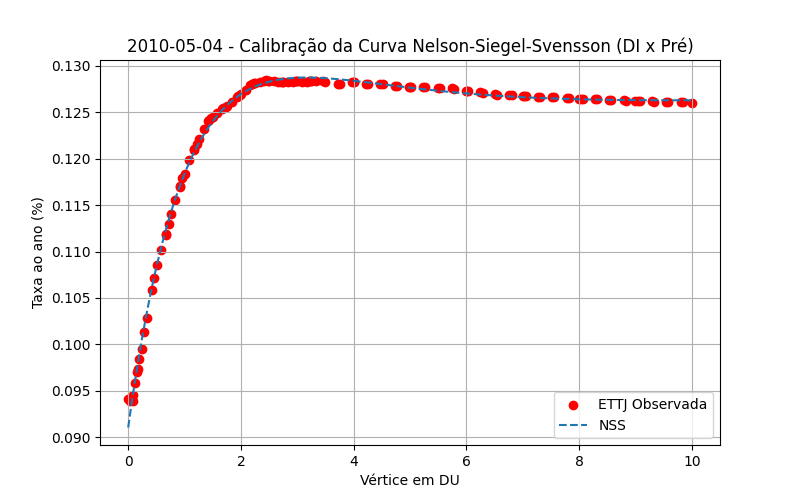 2010-05-04 - Calibração da Curva Nelson-Siegel-Svensson (DI x Pré)
Taxa ao ano (%)
0.130
0.125
0.120
0.115
0.110
0.105
0.100
0.095
0.090
ETTJ Observada
NSS
0 2 4 6 8 10
Vértice em DU